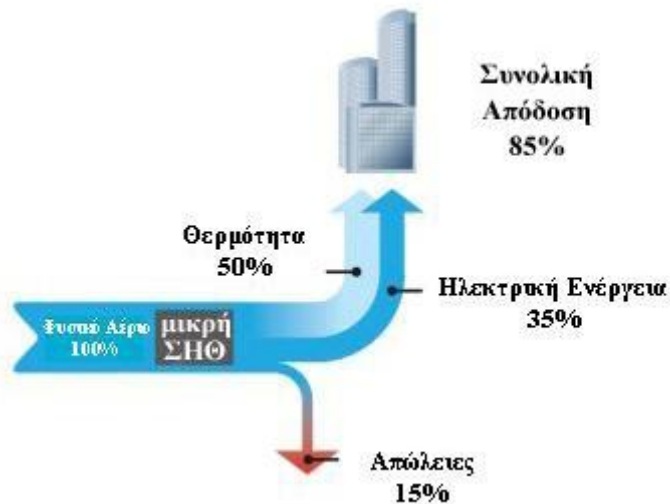 Συνολική
Απόδοση
85%
Θερμότητα
50%
Ηλεκτρική Ενέργεια
35%
Φυσικό Αέριο
100%
μικρή
ΣΗΘ
Απώλειες
15%